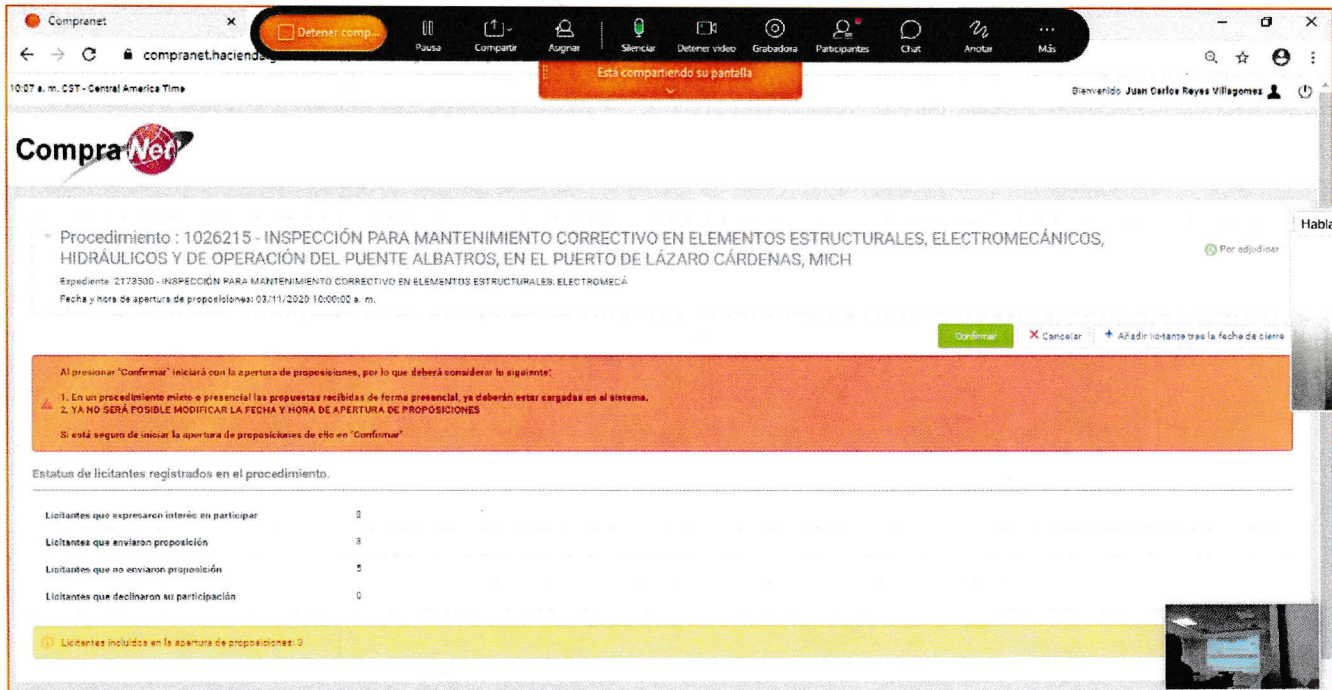 Compranet
Detener comp...
Pausa
Compartir
Asignar
Silenciar
Detener video
Grabadora
Participantes
Chat
Anotar
Más
compranet.hacienda.g
Está compartiendo su pantalla
10:07 a. m. CST - Central America Time
Bienvenido Juan Carlos Reyes Villagomez
CompraNet
Habla
Procedimiento : 1026215 - INSPECCIÓN PARA MANTENIMIENTO CORRECTIVO EN ELEMENTOS ESTRUCTURALES, ELECTROMECÁNICOS,
HIDRÁULICOS Y DE OPERACIÓN DEL PUENTE ALBATROS, EN EL PUERTO DE LÁZARO CÁRDENAS, MICH
Por adjudicar
Expediente 2173500 - INSPECCIÓN PARA MANTENIMIENTO CORRECTIVO EN ELEMENTOS ESTRUCTURALES, ELECTROMECÁ
Fecha y hora de apertura de proposiciones: 03/11/2020 10:00:00 a. m.
Confirmar
Cancelar
Añadir licitante tras la fecha de cierre
Al presionar "Confirmar" iniciará con la apertura de proposiciones, por lo que deberá considerar lo siguiente:
1. En un procedimiento mixto o presencial las propuestas recibidas de forma presencial, ya deberán estar cargadas en el sistema.
2. YA NO SERÁ POSIBLE MODIFICAR LA FECHA Y HORA DE APERTURA DE PROPOSICIONES
Si está seguro de iniciar la apertura de proposiciones de clic en "Confirmar"
Estatus de licitantes registrados en el procedimiento.
Licitantes que expresaron interés en participar
Licitantes que enviaron proposición 3
Licitantes que no enviaron proposición 5
Licitantes que declinaron su participación 0
Licitantes incluidos en la apertura de proposiciones: 3